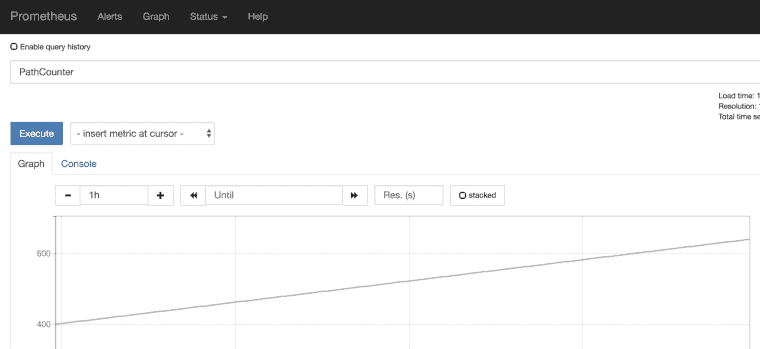 Prometheus Alerts Graph Status Help
Enable query history
PathCounter
Load time: 1
Resolution:
Total time se
Execute - insert metric at cursor -
Graph Console
− 1h + Until Res. (s) stacked
600
400